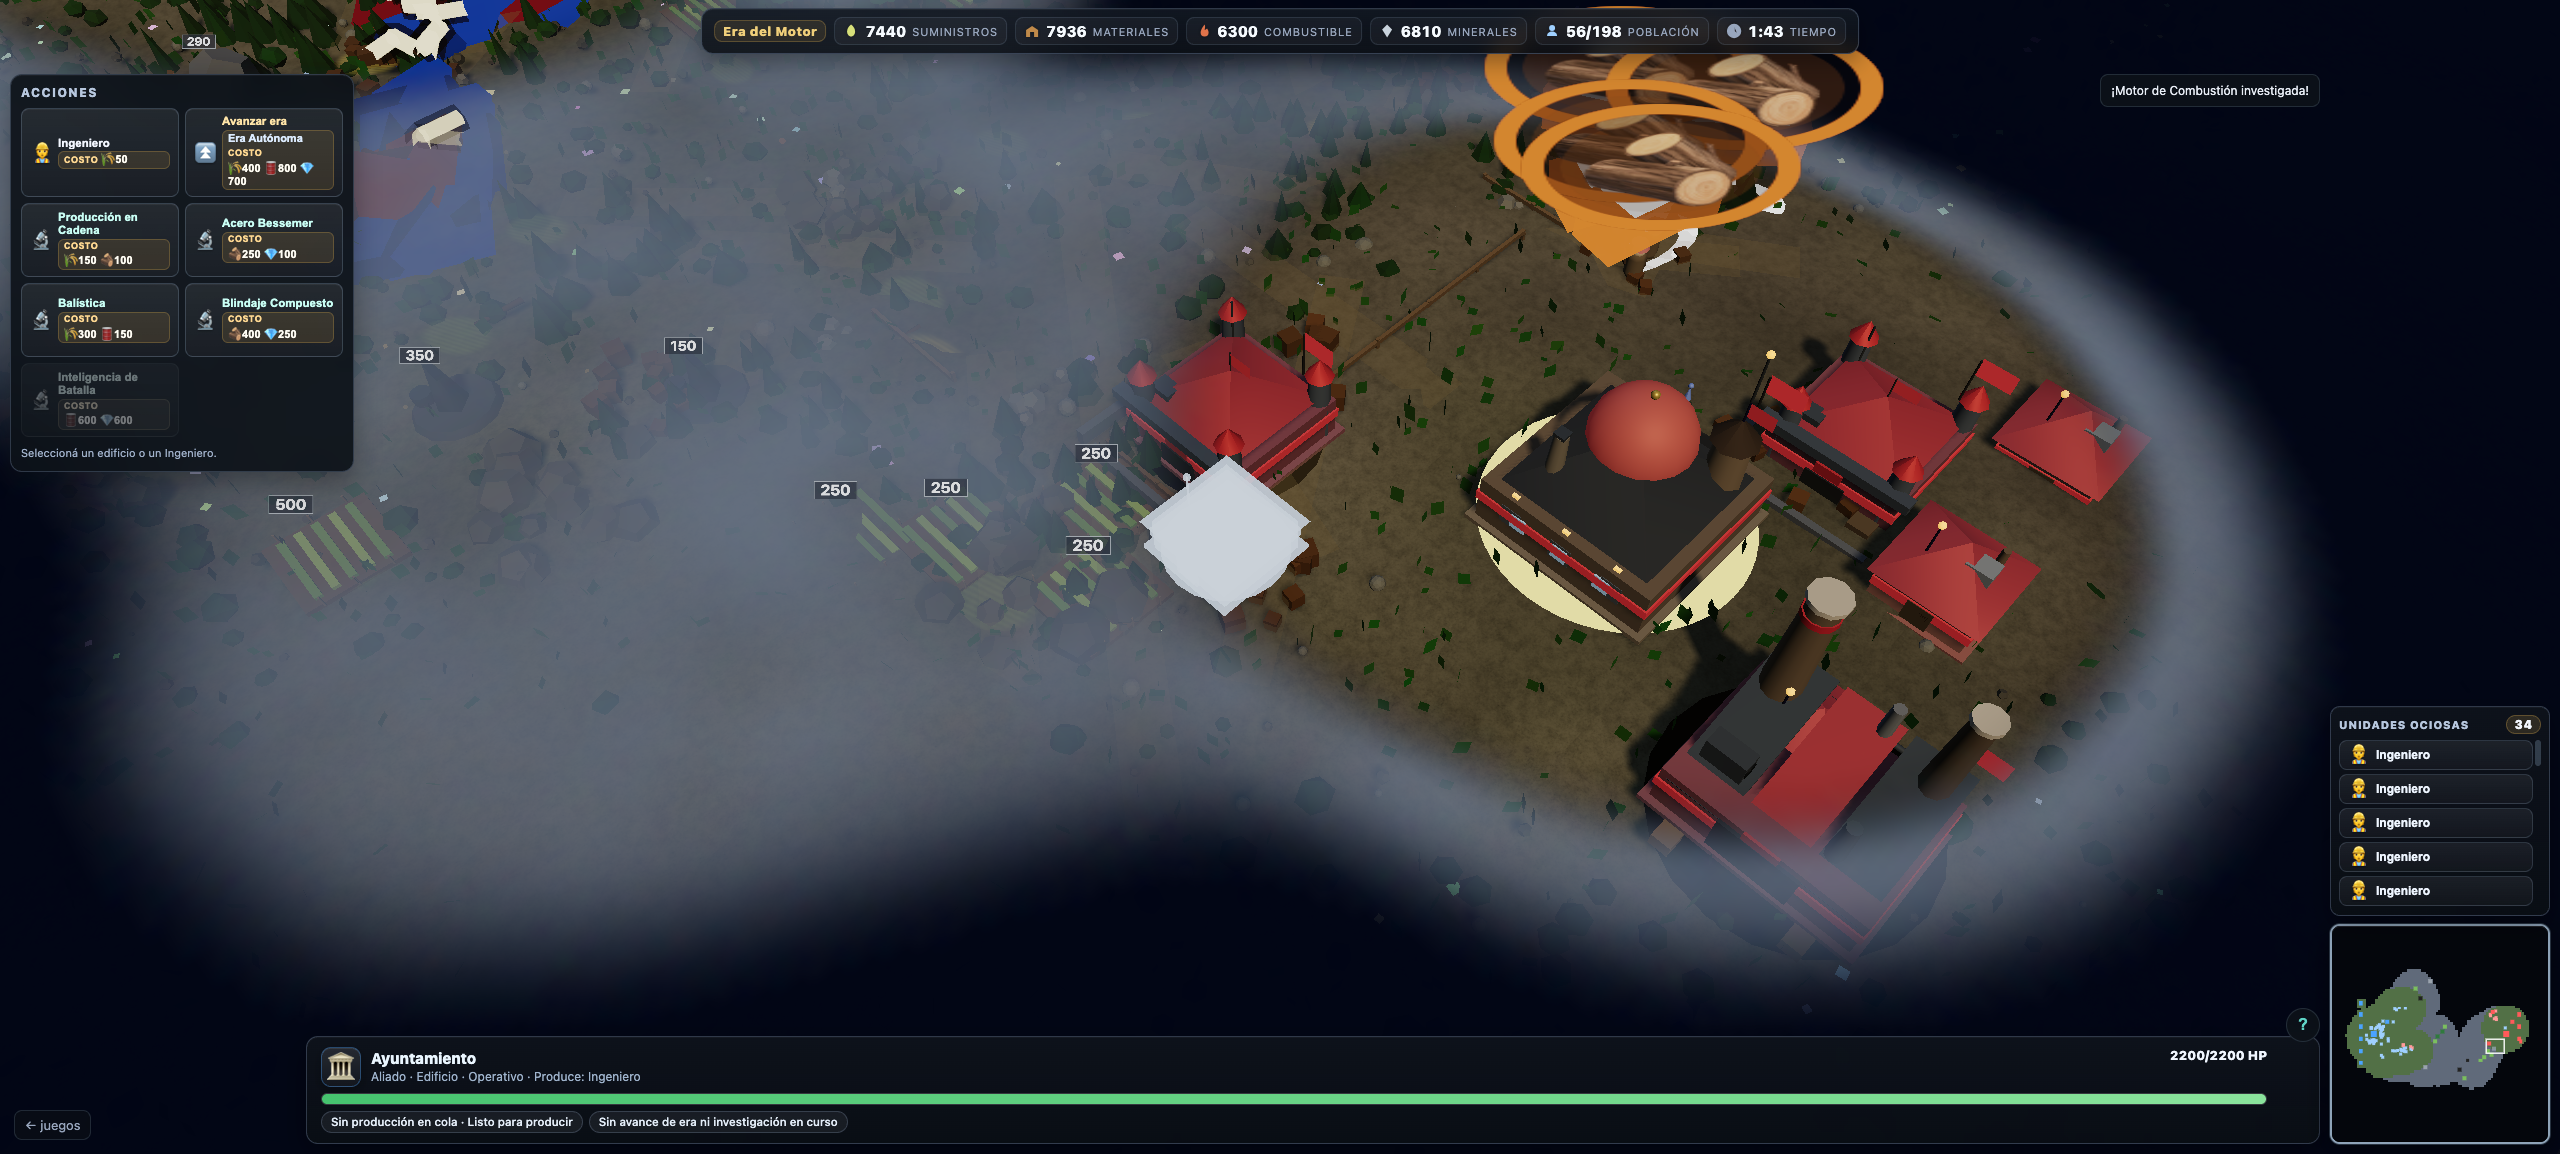 Era del Motor
7440 SUMINISTROS
7936 MATERIALES
6300 COMBUSTIBLE
6810 MINERALES
56/198 POBLACIÓN
1:43 TIEMPO
290
¡Motor de Combustión investigada!
ACCIONES
Ingeniero
COSTO 50
Avanzar era
Era Autónoma
COSTO
400 800
700
Producción en
Cadena
COSTO
150 100
Acero Bessemer
COSTO
250 100
Balística
COSTO
300 150
Blindaje Compuesto
COSTO
400 250
Inteligencia de
Batalla
COSTO
600 600
Seleccioná un edificio o un Ingeniero.
350
150
250
250
250
500
250
UNIDADES OCIOSAS 34
Ingeniero
Ingeniero
Ingeniero
Ingeniero
Ingeniero
?
Ayuntamiento
2200/2200 HP
Aliado · Edificio · Operativo · Produce: Ingeniero
Sin producción en cola · Listo para producir
Sin avance de era ni investigación en curso
← juegos